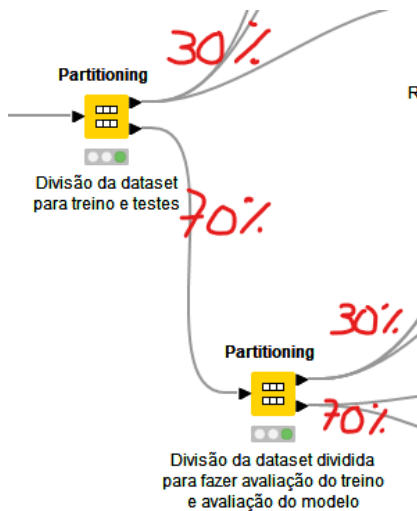 30%
Partitioning
R
Divisão da dataset
para treino e testes
70%
30%
Partitioning
70%
Divisão da dataset dividida
para fazer avaliação do treino
e avaliação do modelo